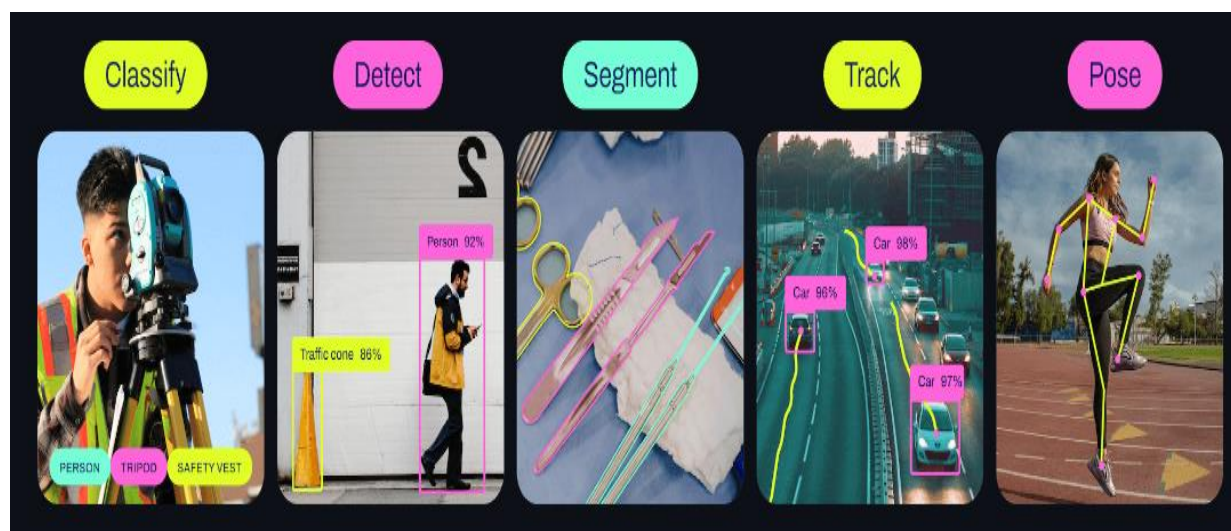 Classify
Detect
Segment
Track
Pose
PERSON
TRIPOD
SAFETY VEST
2
Person 92%
Traffic cone 86%
Car 98%
Car 96%
Car 97%